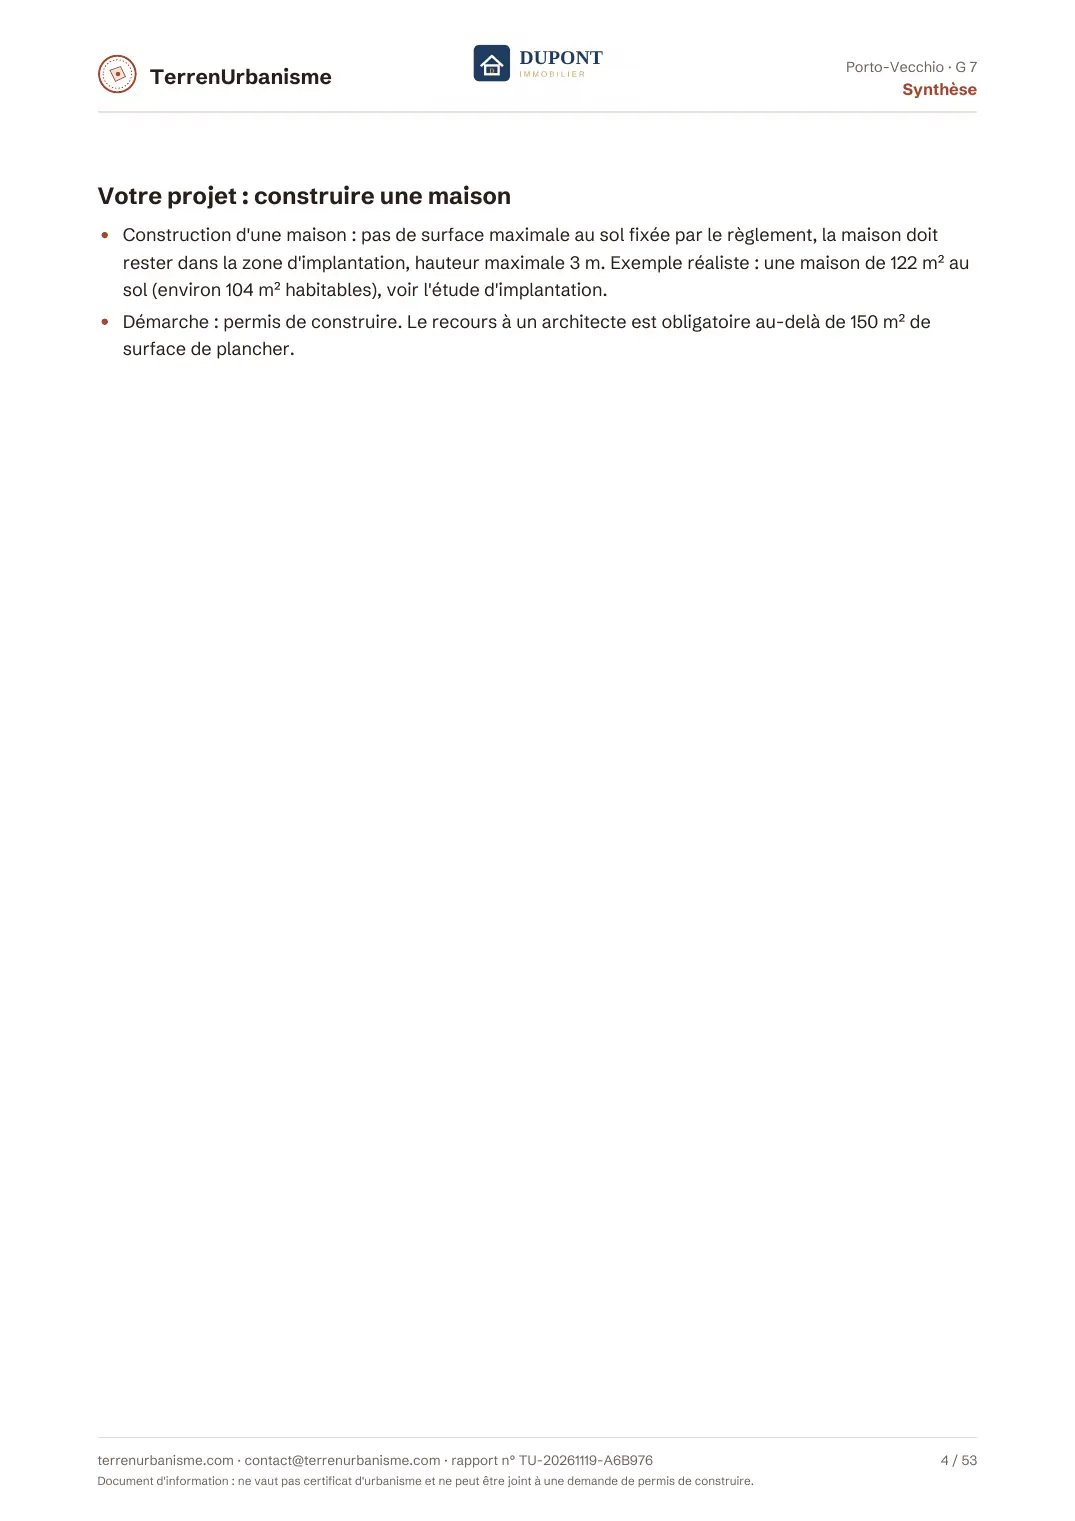 TerrenUrbanisme
DUPONT
IMMOBILIER
Porto-Vecchio · G 7
Synthèse
Votre projet : construire une maison
• Construction d'une maison : pas de surface maximale au sol fixée par le règlement, la maison doit
rester dans la zone d'implantation, hauteur maximale 3 m. Exemple réaliste : une maison de 122 m² au
sol (environ 104 m² habitables), voir l'étude d'implantation.
• Démarche : permis de construire. Le recours à un architecte est obligatoire au-delà de 150 m² de
surface de plancher.
terrenurbanisme.com · contact@terrenurbanisme.com · rapport n° TU-20261119-A6B976
4 / 53
Document d'information : ne vaut pas certificat d'urbanisme et ne peut être joint à une demande de permis de construire.